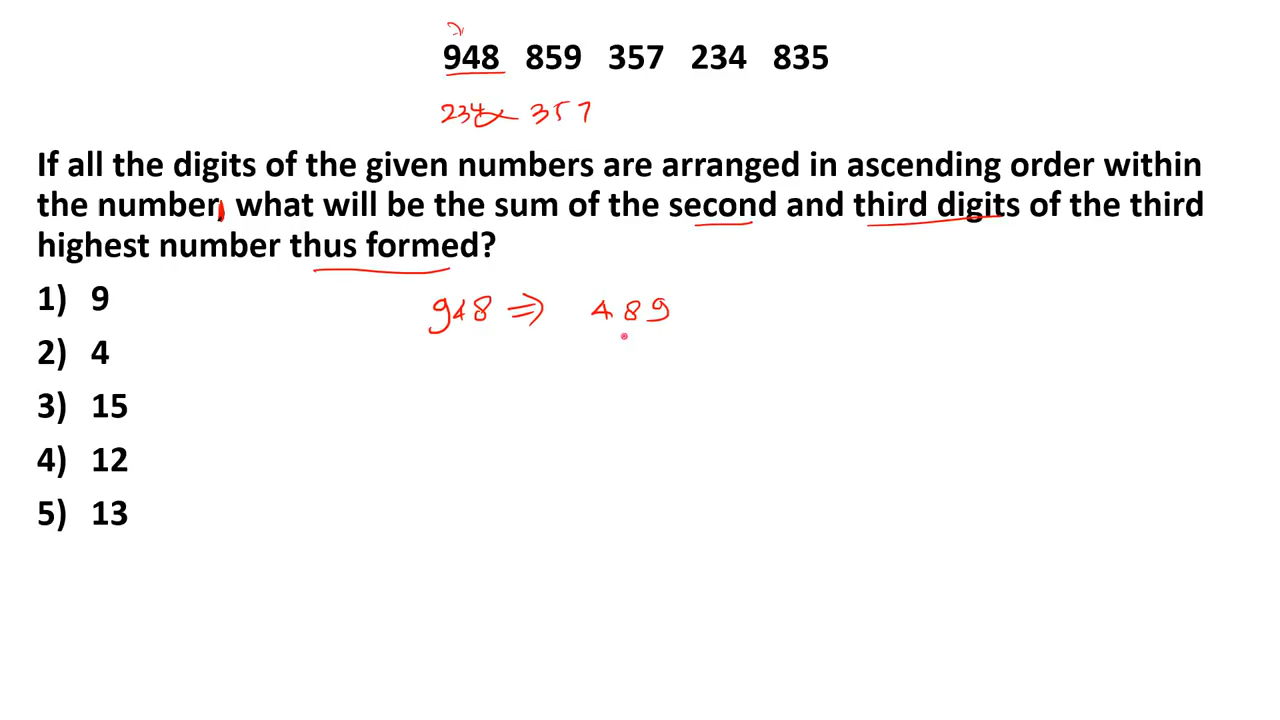 948 859 357 234 835
234 357
If all the digits of the given numbers are arranged in ascending order within
the number, what will be the sum of the second and third digits of the third
highest number thus formed?
1) 9
948 ⇒ 489
2) 4
3) 15
4) 12
5) 13